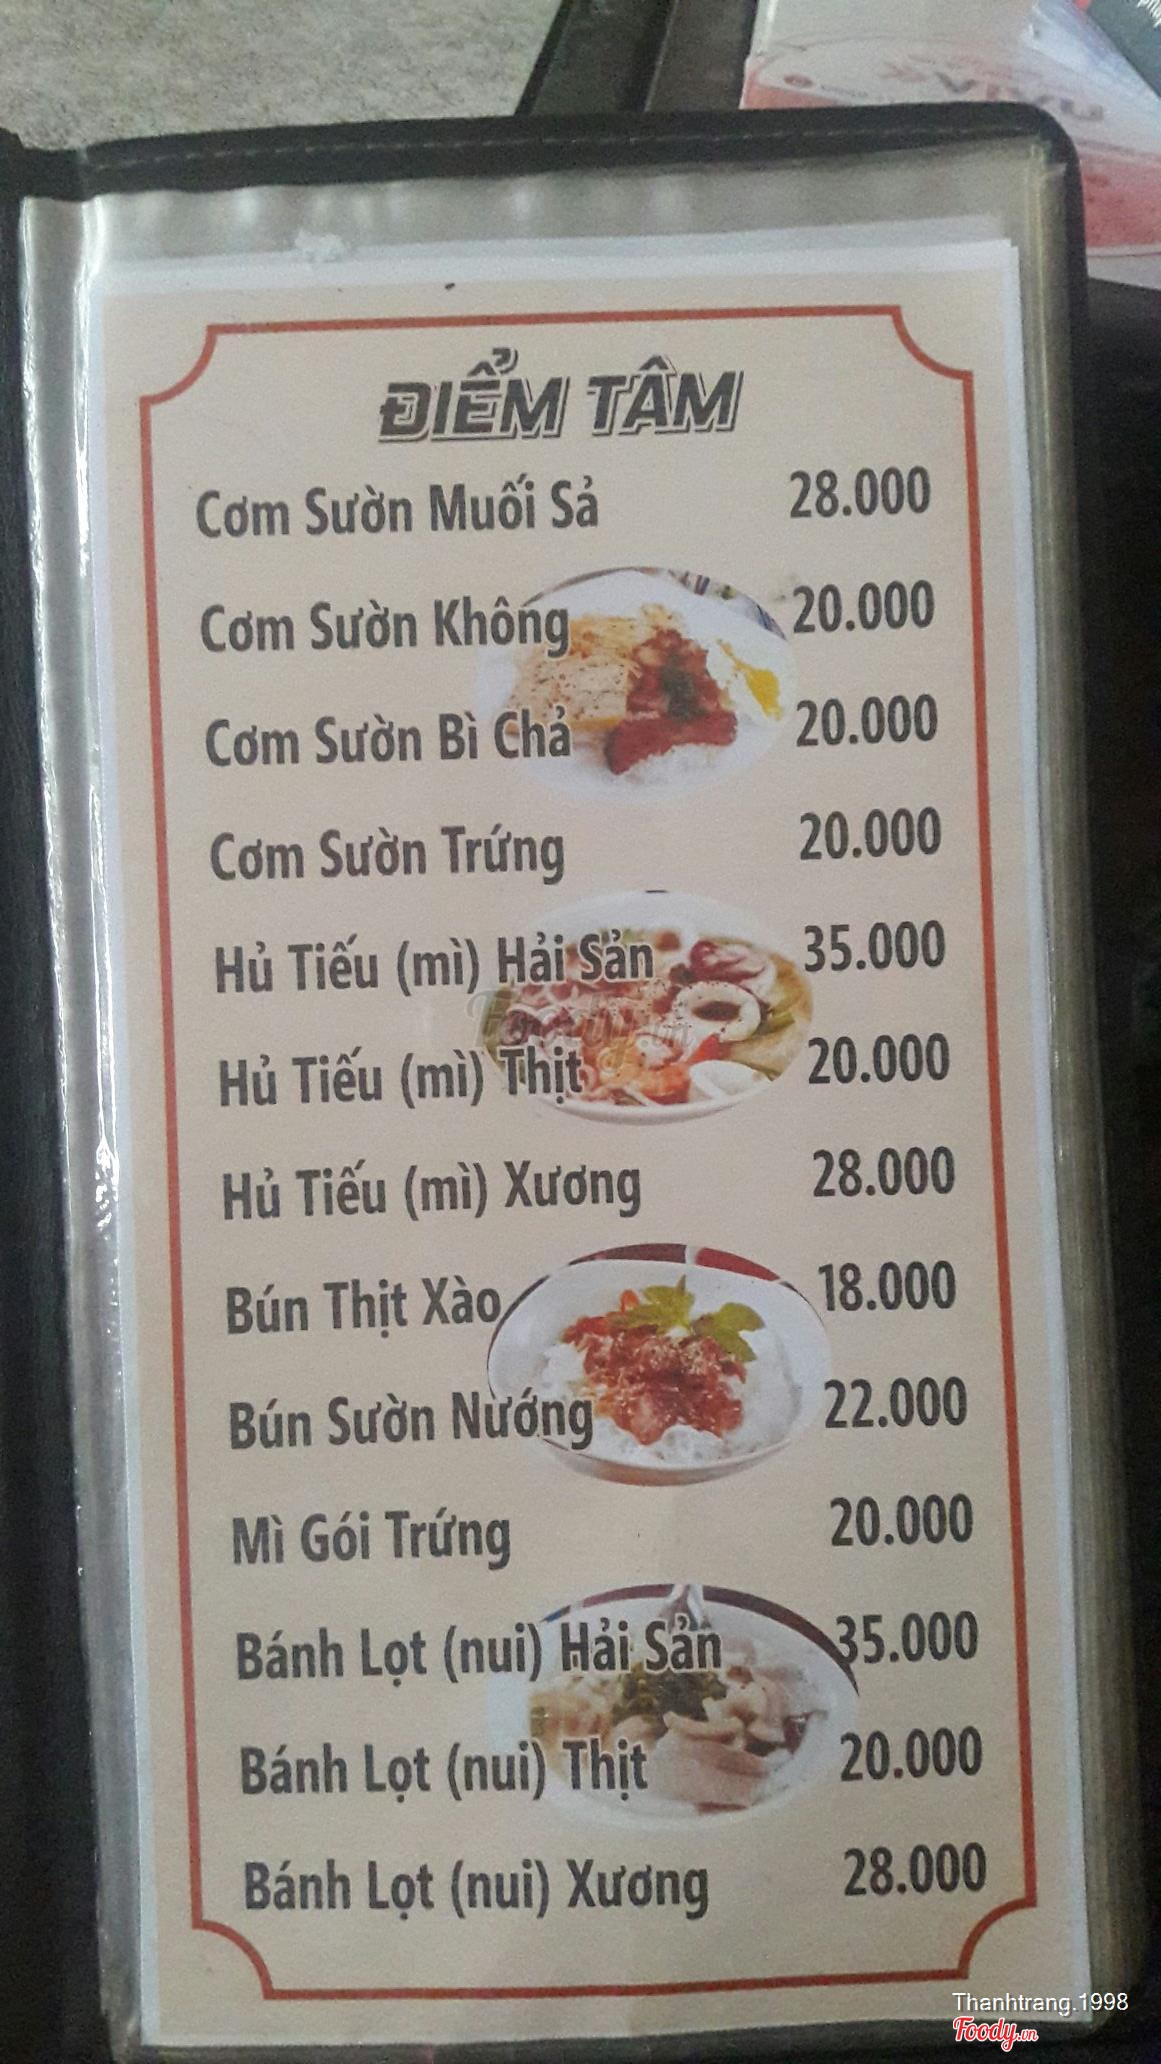 ĐIỂM TÂM
Cơm Sườn Muối Sả 28.000
Cơm Sườn Không 20.000
Cơm Sườn Bì Chả 20.000
Cơm Sườn Trứng 20.000
Hủ Tiếu (mì) Hải Sản 35.000
Foody.vn
Hủ Tiếu (mì) Thịt 20.000
Hủ Tiếu (mì) Xương 28.000
Bún Thịt Xào 18.000
Bún Sườn Nướng 22.000
Mì Gói Trứng 20.000
Bánh Lọt (nui) Hải Sản 35.000
Bánh Lọt (nui) Thịt 20.000
Bánh Lọt (nui) Xương 28.000
Thanhtrang.1998
Foody.vn